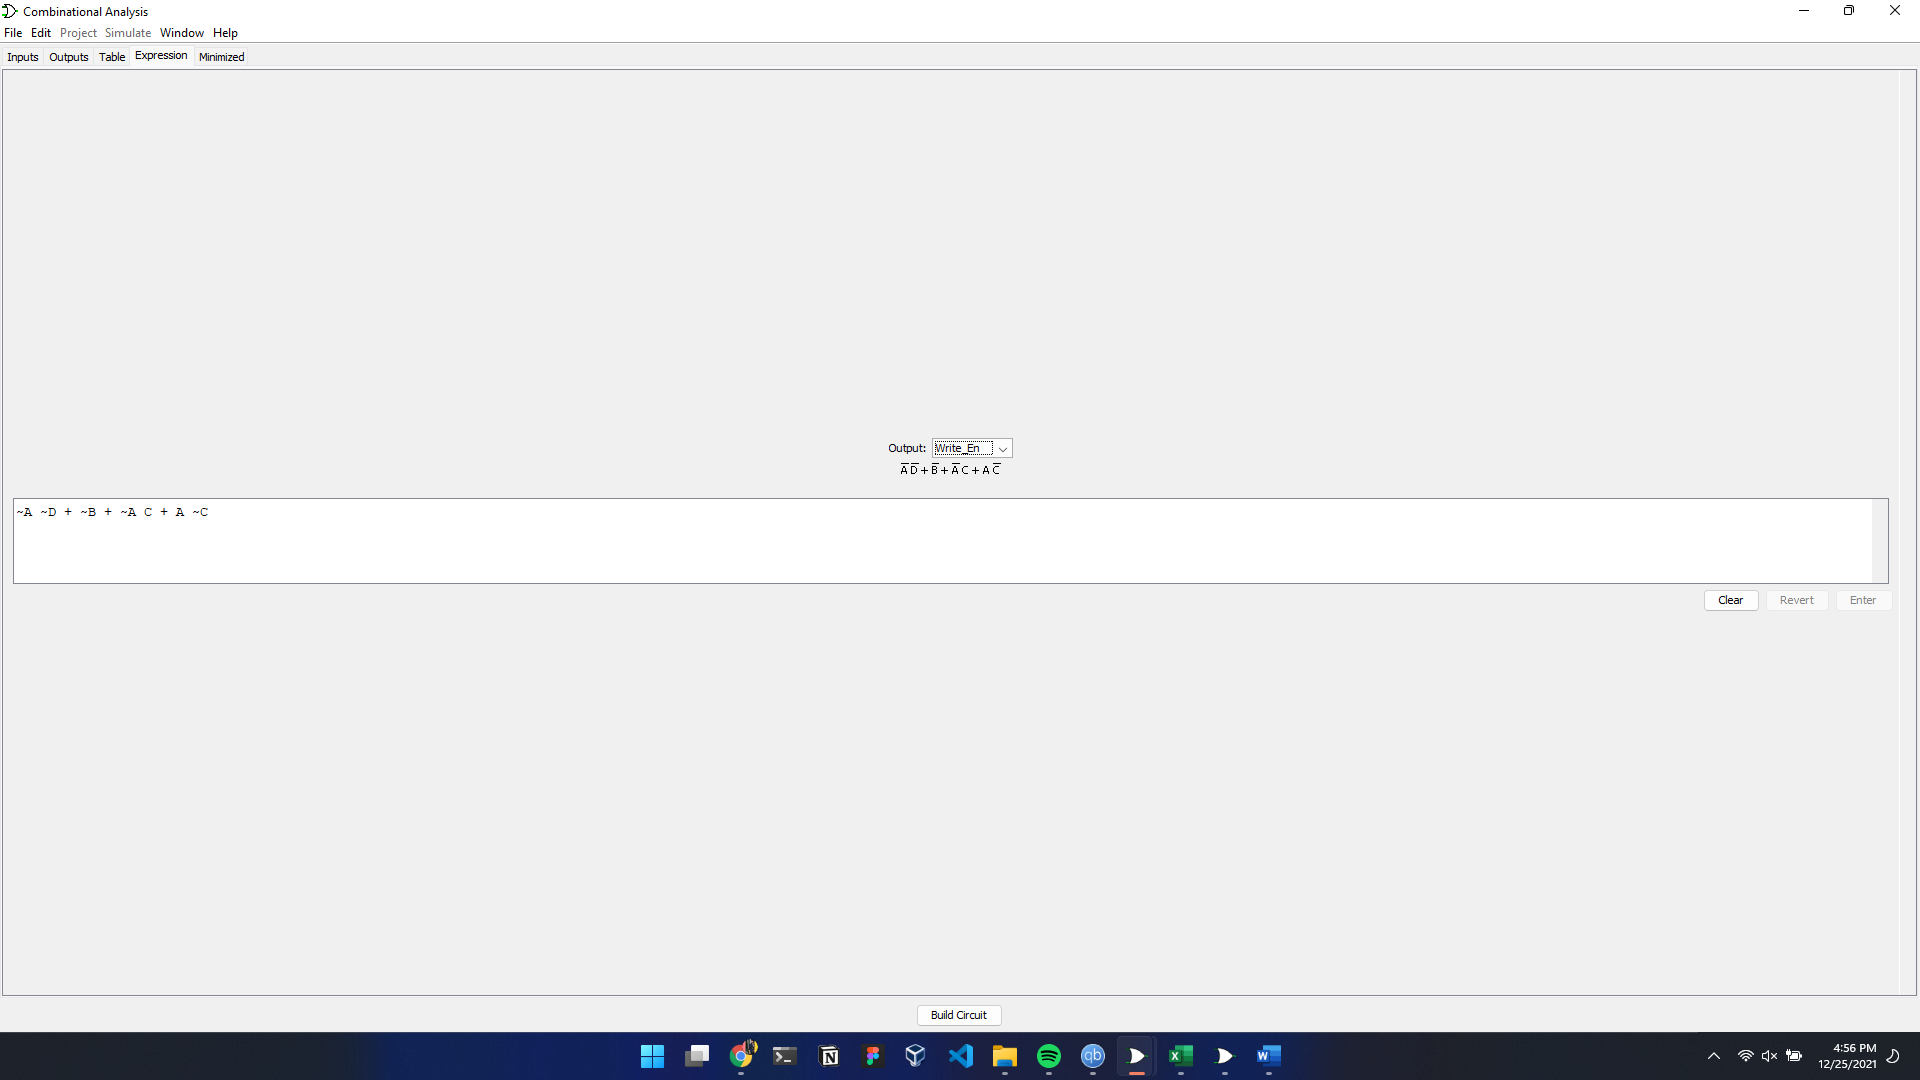 Combinational Analysis
File Edit Project Simulate Window Help
Inputs Outputs Table Expression Minimized
Output: Write_En
A̅ D̅ + B̅ + A̅ C + A C̅
~A ~D + ~B + ~A C + A ~C
Clear Revert Enter
Build Circuit
4:56 PM
12/25/2021